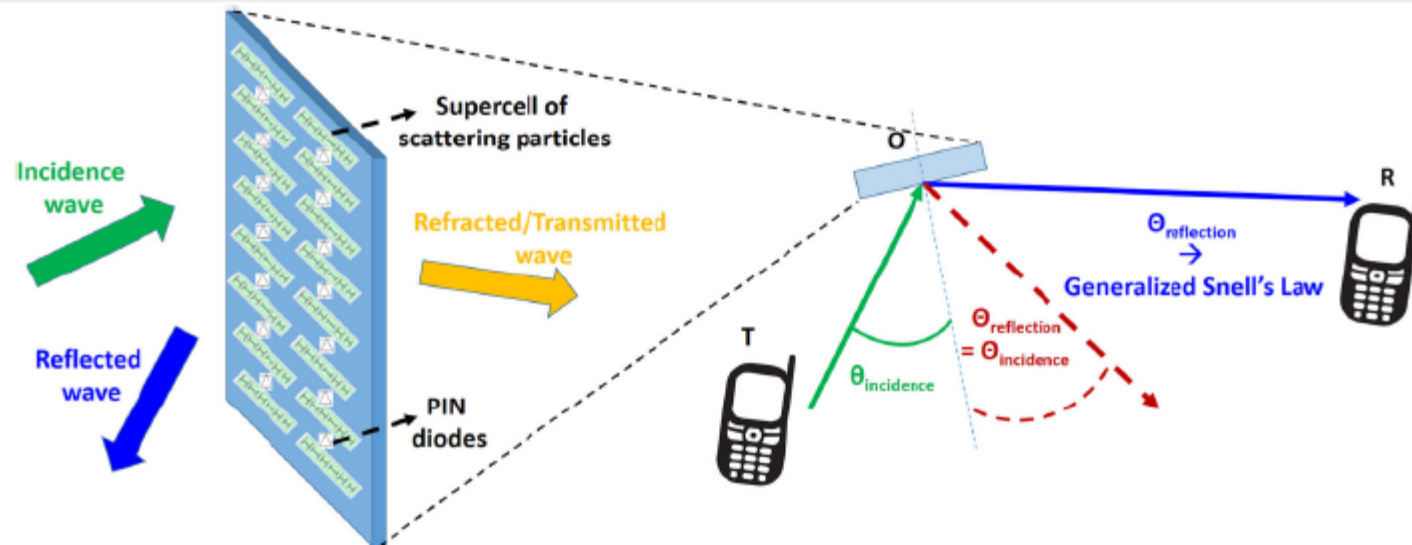 Supercell of
scattering particles
Incidence
wave
Refracted/Transmitted
wave
Reflected
wave
PIN
diodes
O
R
T
Θreflection
→
Generalized Snell's Law
Θreflection
= Θincidence
θincidence